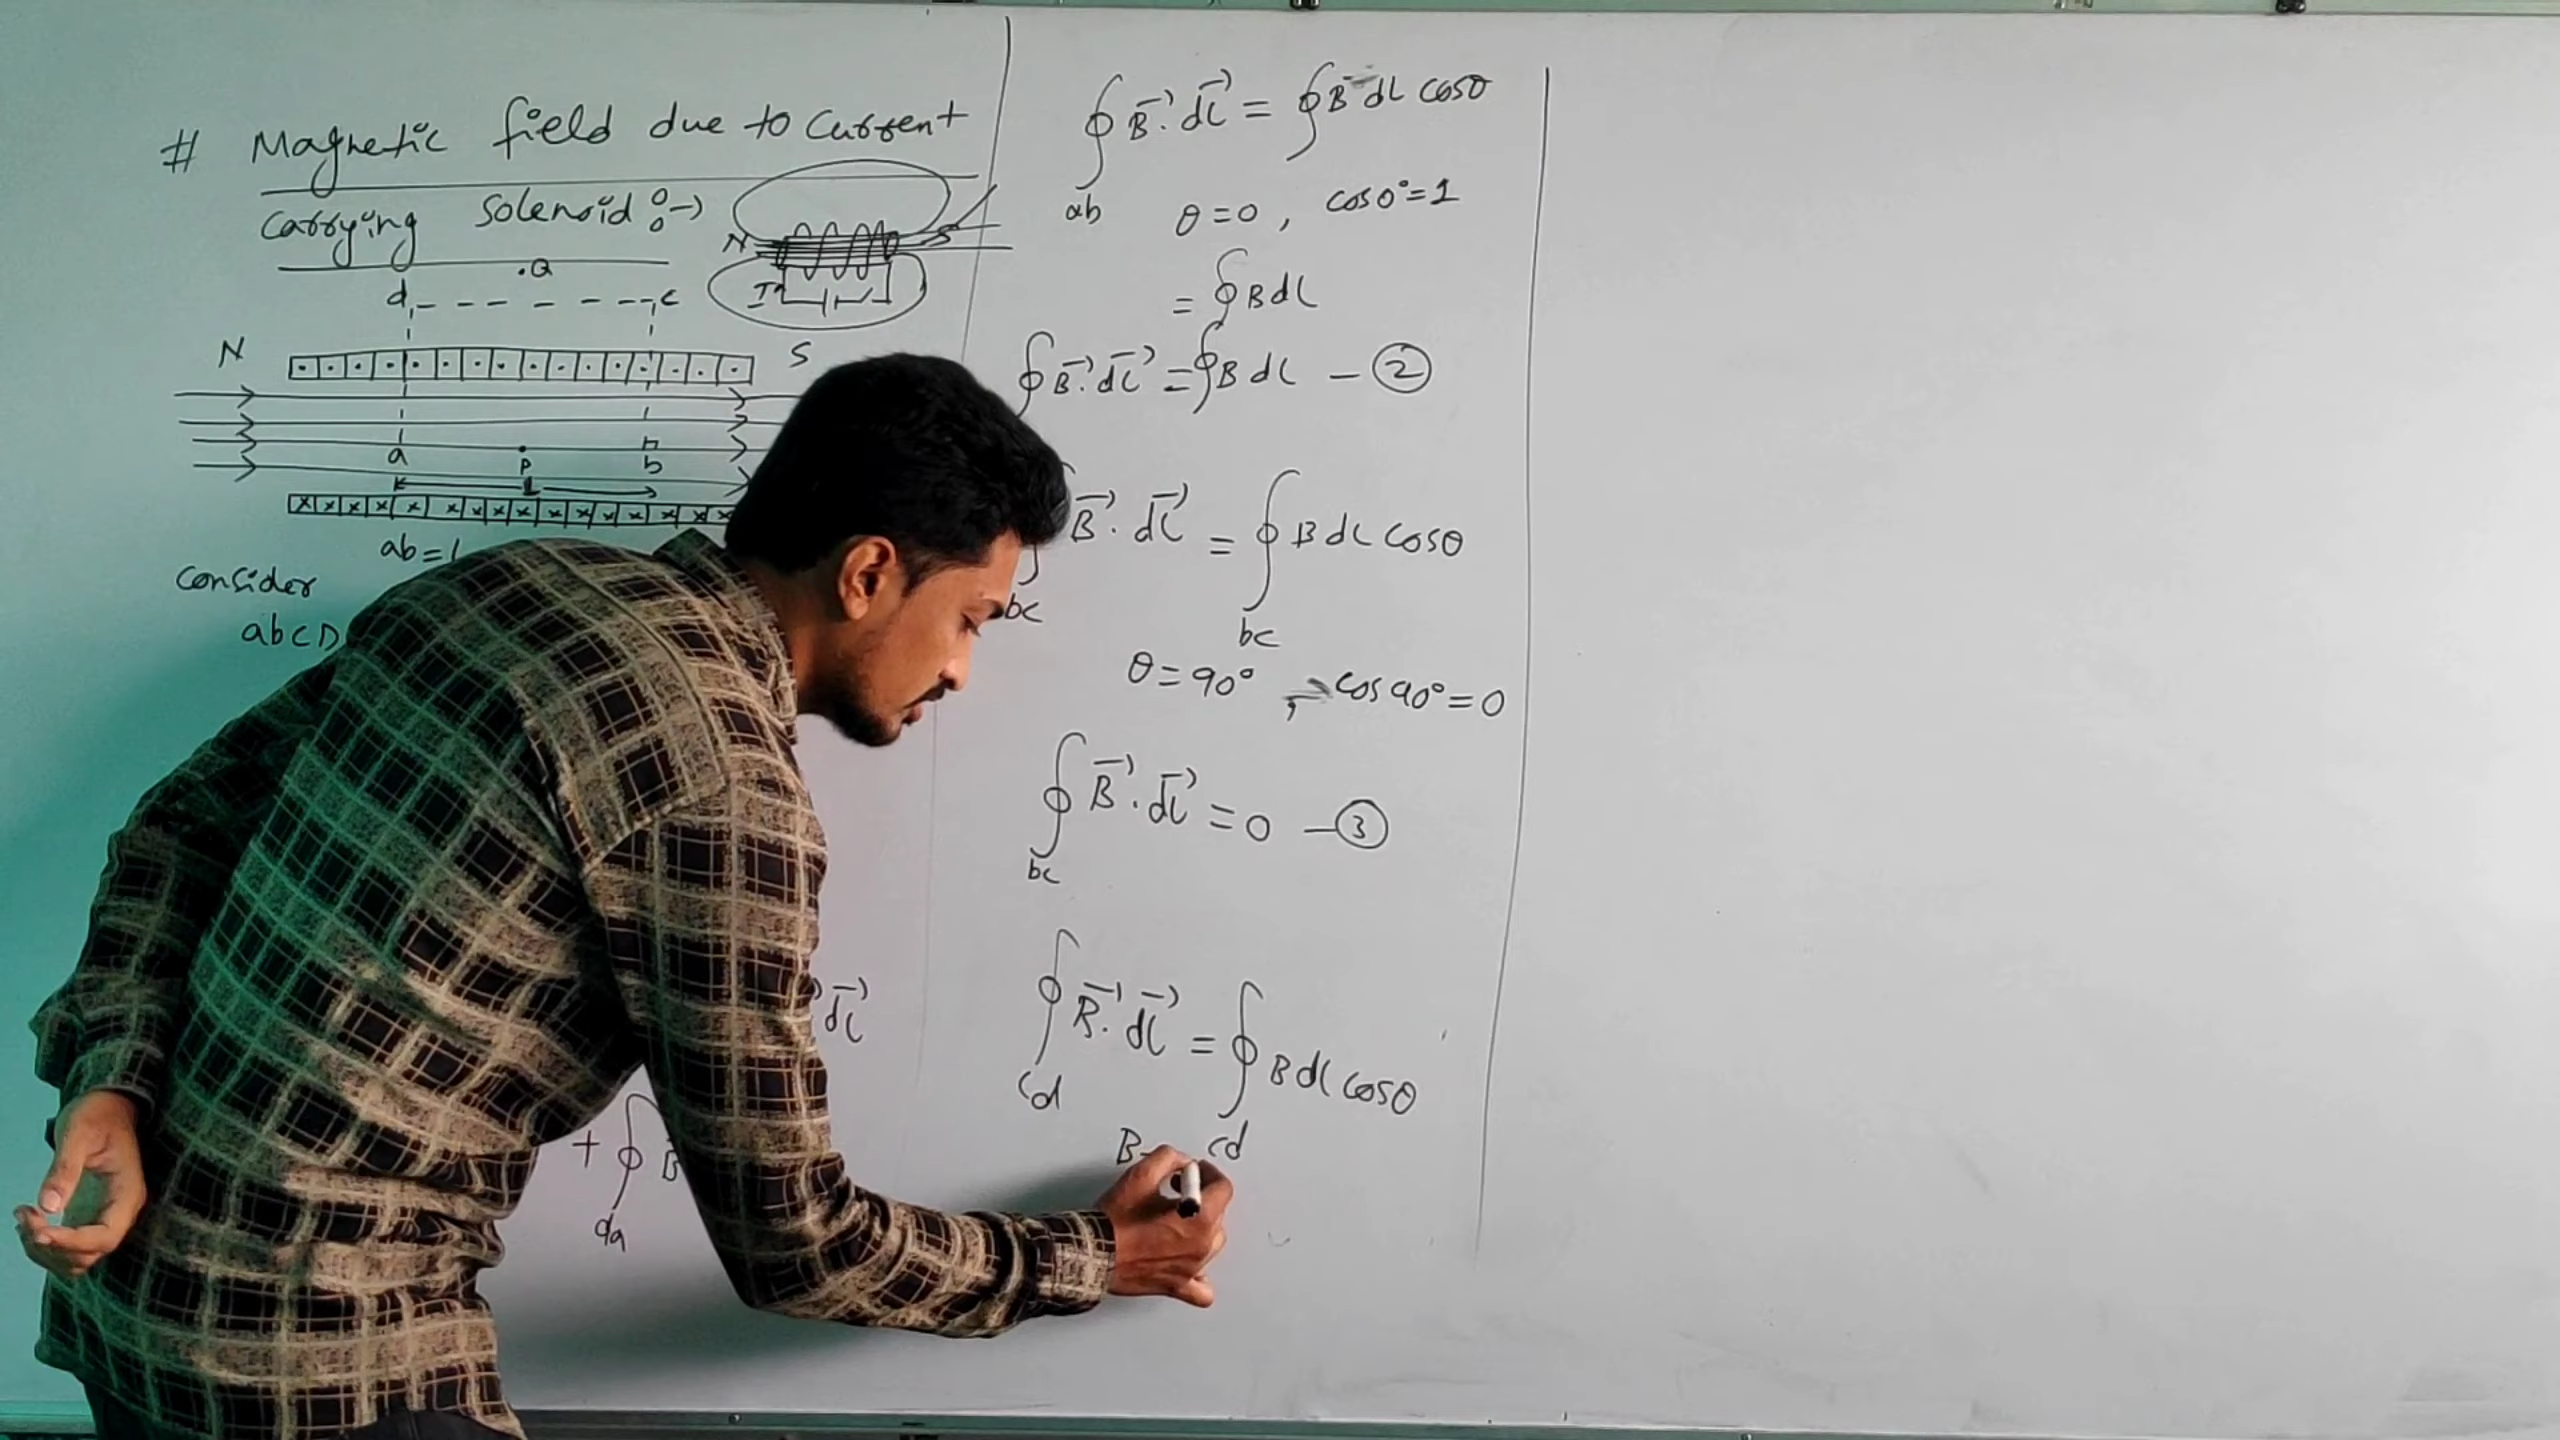 # Magnetic field due to Current
Carrying Solenoid :→
N S
I
.Q
d c
N S
a P b
L
ab=l
Consider
abcD
dl
+ ∮ B
da
∮ B⃗. dl⃗ = ∮ B dl cosθ
ab
θ=0, cos0°=1
= ∮ B dl
∮ B⃗. dl⃗ = ∮ B dl - ②
B⃗. dl⃗ = ∮ B dl cosθ
bc bc
θ = 90°, cos 90° = 0
∮ B⃗ . dl⃗ = 0 - ③
bc
∮ B⃗. dl⃗ = ∮ B dl cosθ
cd cd
B